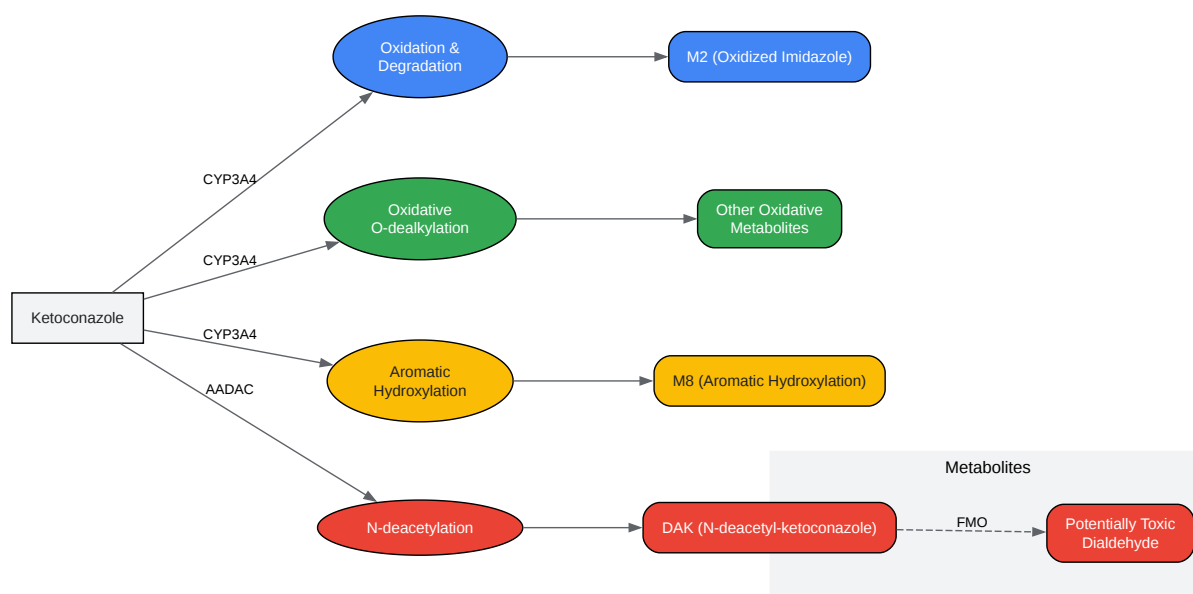 Oxidation &
Degradation
M2 (Oxidized Imidazole)
CYP3A4
Oxidative
O-dealkylation
Other Oxidative
Metabolites
CYP3A4
Ketoconazole
CYP3A4
Aromatic
Hydroxylation
M8 (Aromatic Hydroxylation)
AADAC
Metabolites
N-deacetylation
DAK (N-deacetyl-ketoconazole)
FMO
Potentially Toxic
Dialdehyde